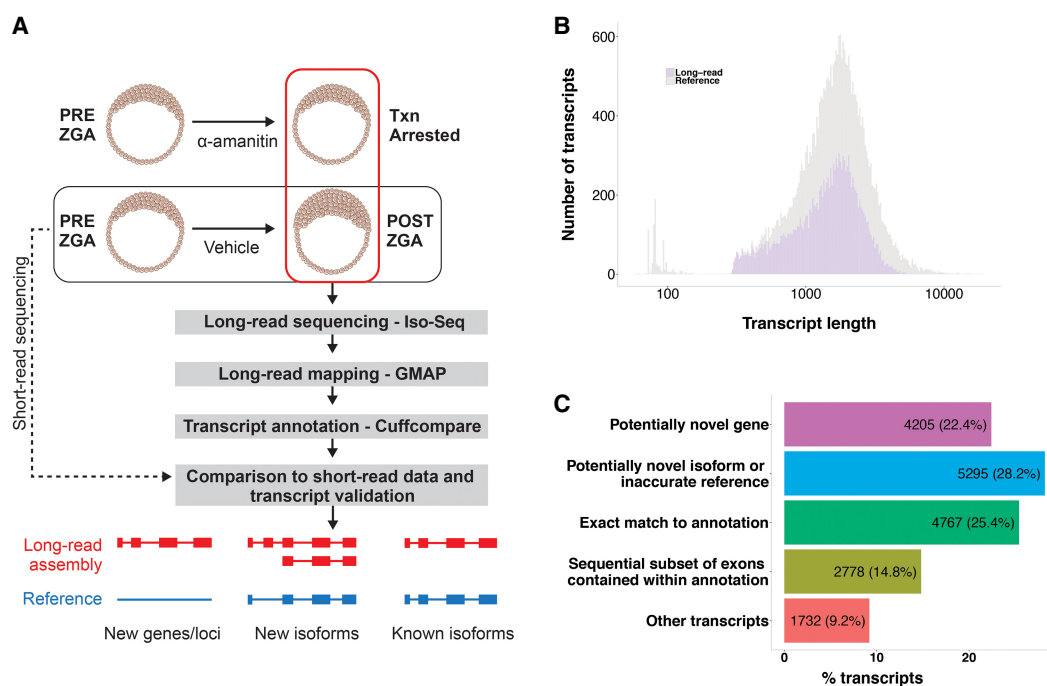 A
PRE
ZGA
α-amanitin
Txn
Arrested
PRE
ZGA
Vehicle
POST
ZGA
Short-read sequencing
Long-read sequencing - Iso-Seq
Long-read mapping - GMAP
Transcript annotation - Cuffcompare
Comparison to short-read data and
transcript validation
Long-read
assembly
Reference
New genes/loci
New isoforms
Known isoforms
B
Number of transcripts
600
400
200
0
Long-read
Reference
100
1000
10000
Transcript length
C
Potentially novel gene
4205 (22.4%)
Potentially novel isoform or
inaccurate reference
5295 (28.2%)
Exact match to annotation
4767 (25.4%)
Sequential subset of exons
contained within annotation
2778 (14.8%)
Other transcripts
1732 (9.2%)
0
10
20
% transcripts